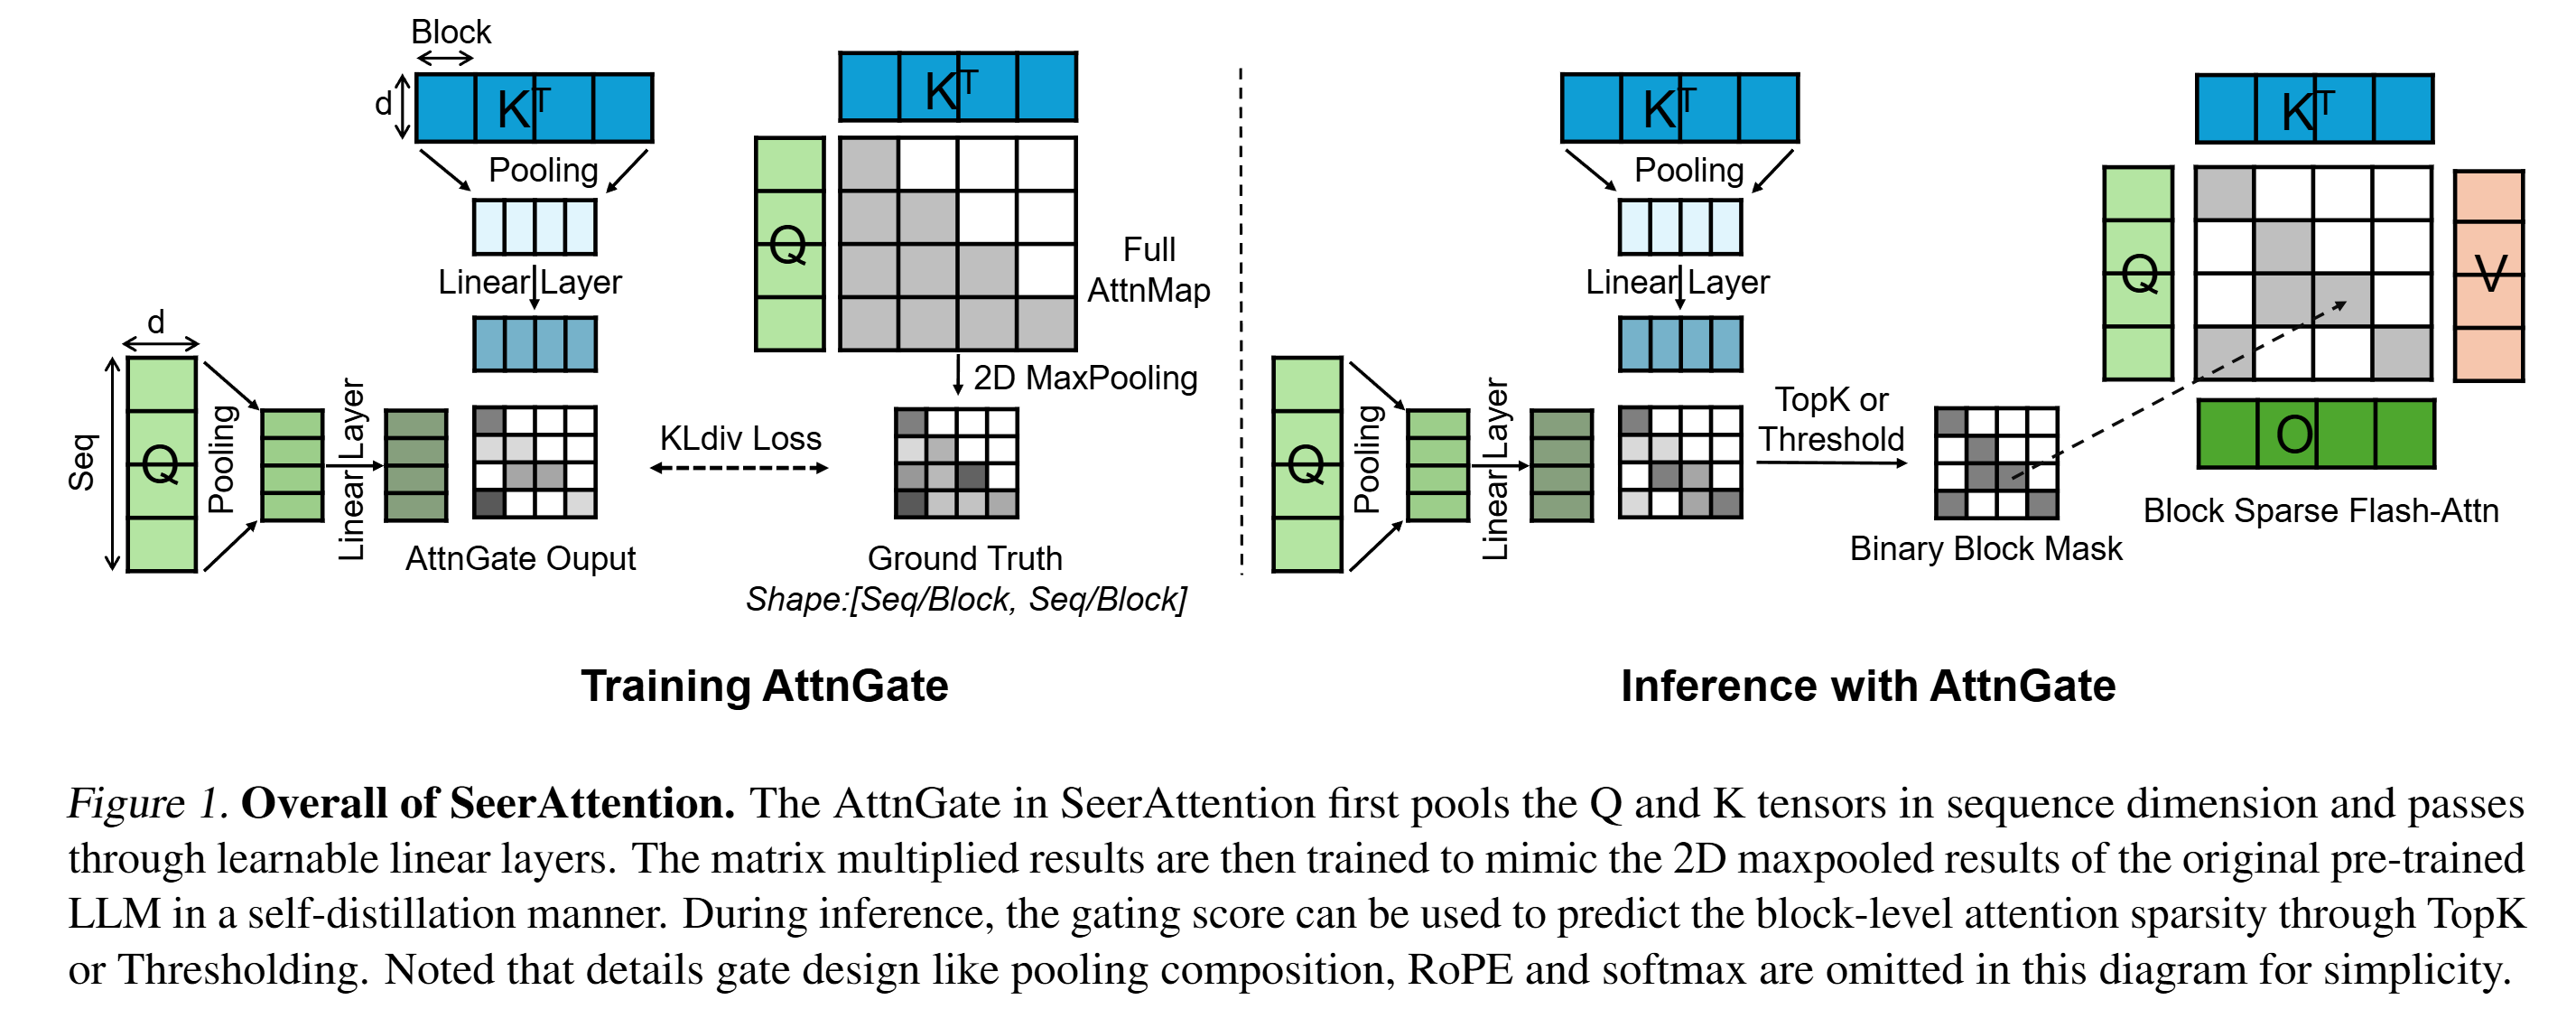 Block
d
K^T
Pooling
Linear Layer
d
Seq
Q
Pooling
Linear Layer
AttnGate Ouput
KLdiv Loss
K^T
Q
Full
AttnMap
2D MaxPooling
Ground Truth
Shape:[Seq/Block, Seq/Block]
Training AttnGate
K^T
Pooling
Linear Layer
Q
Pooling
Linear Layer
TopK or
Threshold
Binary Block Mask
K^T
Q
V
O
Block Sparse Flash-Attn
Inference with AttnGate
Figure 1. Overall of SeerAttention. The AttnGate in SeerAttention first pools the Q and K tensors in sequence dimension and passes
through learnable linear layers. The matrix multiplied results are then trained to mimic the 2D maxpooled results of the original pre-trained
LLM in a self-distillation manner. During inference, the gating score can be used to predict the block-level attention sparsity through TopK
or Thresholding. Noted that details gate design like pooling composition, RoPE and softmax are omitted in this diagram for simplicity.